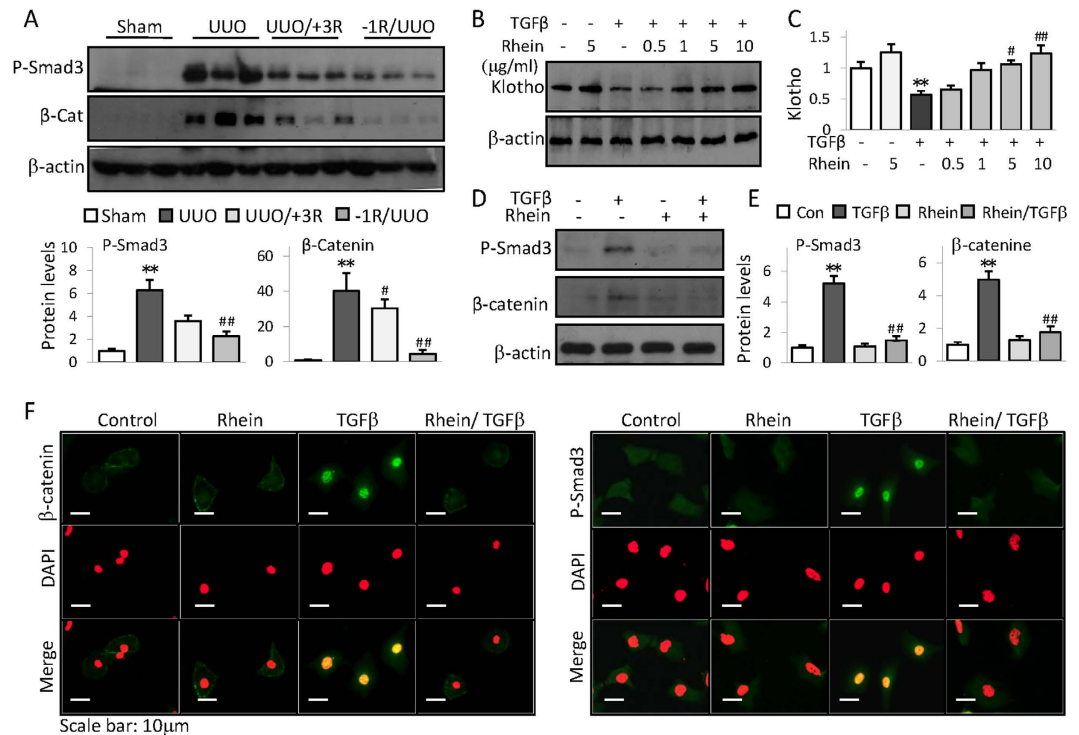 A
Sham UUO UUO/+3R -1R/UUO
P-Smad3
β-Cat
β-actin
Sham UUO UUO/+3R -1R/UUO
P-Smad3
Protein levels
10
8
6
4
2
0
**
##
β-Catenin
60
40
20
0
**
#
##
B
TGFβ - - + + + + +
Rhein - 5 - 0.5 1 5 10
(μg/ml)
Klotho
β-actin
C
Klotho
1.5
1
0.5
0
**
#
##
TGFβ - - + + + + +
Rhein - 5 - 0.5 1 5 10
D
TGFβ - + - +
Rhein - - + +
P-Smad3
β-catenin
β-actin
E
Con TGFβ Rhein Rhein/TGFβ
P-Smad3
Protein levels
6
4
2
0
**
##
β-catenine
6
4
2
0
**
##
F
Control Rhein TGFβ Rhein/ TGFβ
β-catenin
DAPI
Merge
Scale bar: 10μm
Control Rhein TGFβ Rhein/ TGFβ
P-Smad3
DAPI
Merge